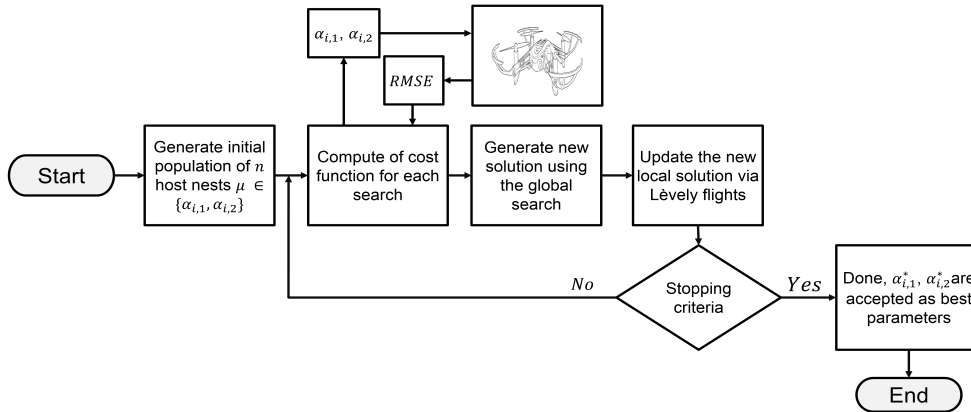 α_{i,1}, α_{i,2}
RMSE
Start
Generate initial
population of n
host nests μ ∈
{α_{i,1}, α_{i,2}}
Compute of cost
function for each
search
Generate new
solution using
the global
search
Update the new
local solution via
Lèvely flights
Stopping
criteria
No
Yes
Done, α*_{i,1}, α*_{i,2}are
accepted as best
parameters
End